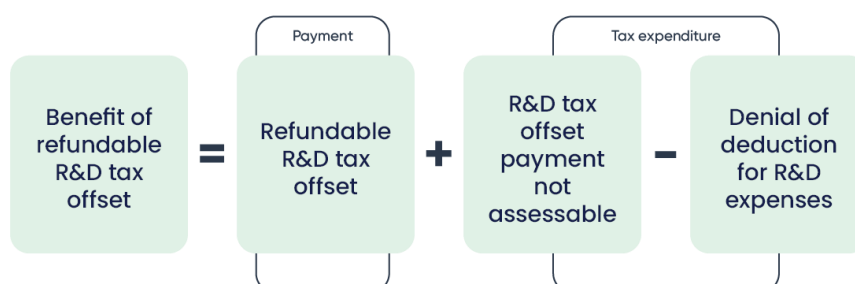 Payment
Tax expenditure
Benefit of
refundable
R&D tax
offset
=
Refundable
R&D tax
offset
+
R&D tax
offset
payment
not
assessable
–
Denial of
deduction
for R&D
expenses